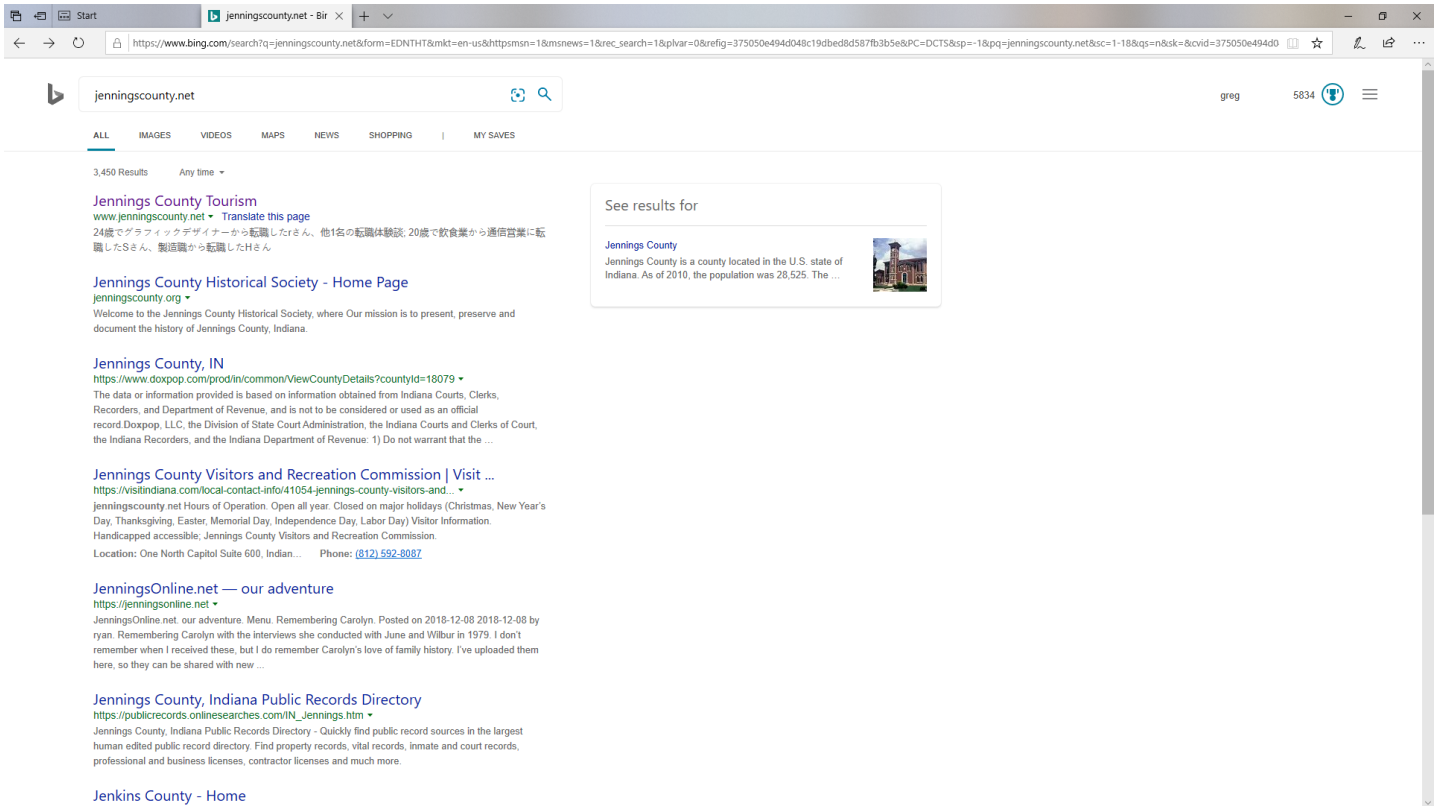 Start
jenningscounty.net - Bir
https://www.bing.com/search?q=jenningscounty.net&form=EDNTHT&mkt=en-us&httpsmsn=1&msnews=1&rec_search=1&plvar=0&refig=375050e494d048c19dbed8d587fb3b5e&PC=DCTS&sp=-1&pq=jenningscounty.net&sc=1-18&qs=n&sk=&cvid=375050e494d0
jenningscounty.net
greg 5834
ALL IMAGES VIDEOS MAPS NEWS SHOPPING | MY SAVES
3,450 Results Any time
Jennings County Tourism
www.jenningscounty.net Translate this page
24歳でグラフィックデザイナーから転職したrさん、他1名の転職体験談; 20歳で飲食業から通信営業に転
職したSさん、製造職から転職したHさん
Jennings County Historical Society - Home Page
jenningscounty.org
Welcome to the Jennings County Historical Society, where Our mission is to present, preserve and
document the history of Jennings County, Indiana.
Jennings County, IN
https://www.doxpop.com/prod/in/common/ViewCountyDetails?countyId=18079
The data or information provided is based on information obtained from Indiana Courts, Clerks,
Recorders, and Department of Revenue, and is not to be considered or used as an official
record.Doxpop, LLC, the Division of State Court Administration, the Indiana Courts and Clerks of Court,
the Indiana Recorders, and the Indiana Department of Revenue: 1) Do not warrant that the ...
Jennings County Visitors and Recreation Commission | Visit ...
https://visitindiana.com/local-contact-info/41054-jennings-county-visitors-and...
jenningscounty.net Hours of Operation. Open all year. Closed on major holidays (Christmas, New Year's
Day, Thanksgiving, Easter, Memorial Day, Independence Day, Labor Day) Visitor Information.
Handicapped accessible; Jennings County Visitors and Recreation Commission.
Location: One North Capitol Suite 600, Indian... Phone: (812) 592-8087
JenningsOnline.net — our adventure
https://jenningsonline.net
JenningsOnline.net. our adventure. Menu. Remembering Carolyn. Posted on 2018-12-08 2018-12-08 by
ryan. Remembering Carolyn with the interviews she conducted with June and Wilbur in 1979. I don't
remember when I received these, but I do remember Carolyn's love of family history. I've uploaded them
here, so they can be shared with new ...
Jennings County, Indiana Public Records Directory
https://publicrecords.onlinesearches.com/IN_Jennings.htm
Jennings County, Indiana Public Records Directory - Quickly find public record sources in the largest
human edited public record directory. Find property records, vital records, inmate and court records,
professional and business licenses, contractor licenses and much more.
Jenkins County - Home
See results for
Jennings County
Jennings County is a county located in the U.S. state of
Indiana. As of 2010, the population was 28,525. The ...